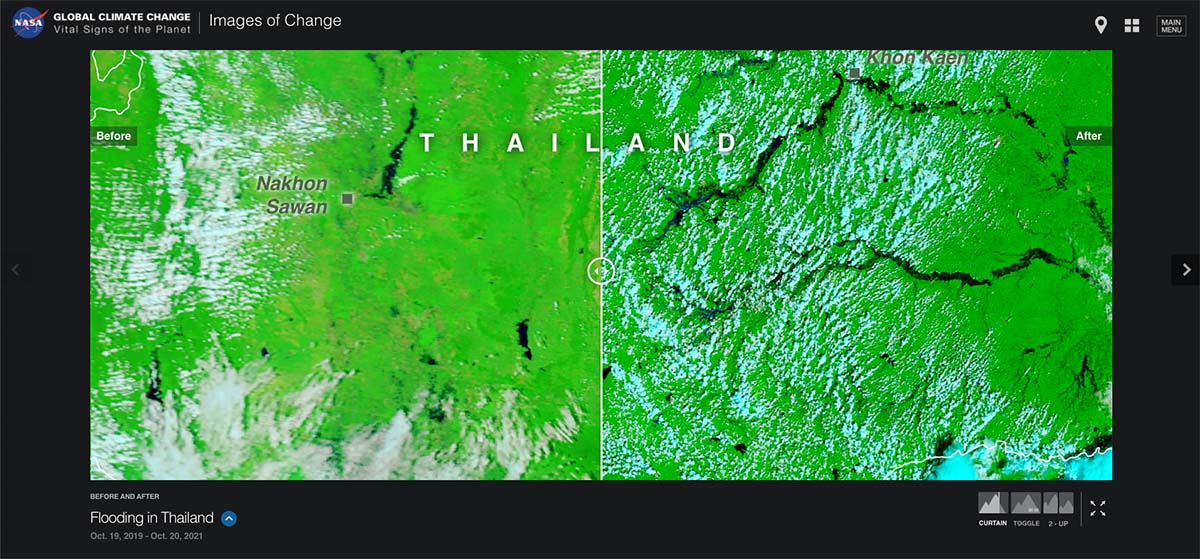 NASA
GLOBAL CLIMATE CHANGE
Vital Signs of the Planet
Images of Change
MAIN
MENU
Khon Kaen
Before
THAILAND
After
Nakhon
Sawan
BEFORE AND AFTER
Flooding in Thailand
Oct. 19, 2019 - Oct. 20, 2021
CURTAIN
TOGGLE
2 - UP